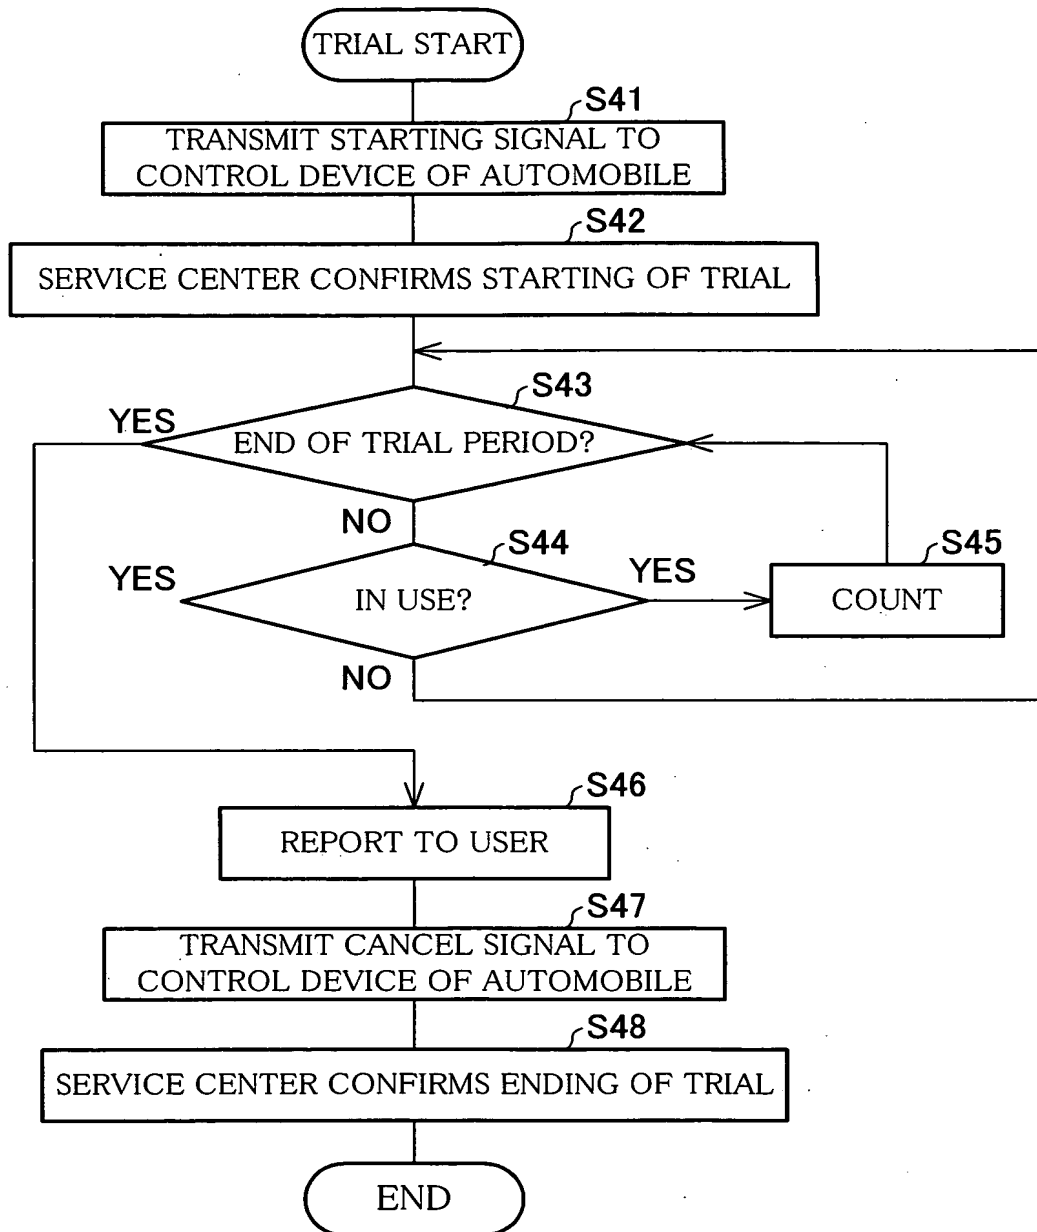 TRIAL START
S41
TRANSMIT STARTING SIGNAL TO
CONTROL DEVICE OF AUTOMOBILE
S42
SERVICE CENTER CONFIRMS STARTING OF TRIAL
S43
YES
END OF TRIAL PERIOD?
NO
S44
S45
YES
YES
IN USE?
COUNT
NO
S46
REPORT TO USER
S47
TRANSMIT CANCEL SIGNAL TO
CONTROL DEVICE OF AUTOMOBILE
S48
SERVICE CENTER CONFIRMS ENDING OF TRIAL
END